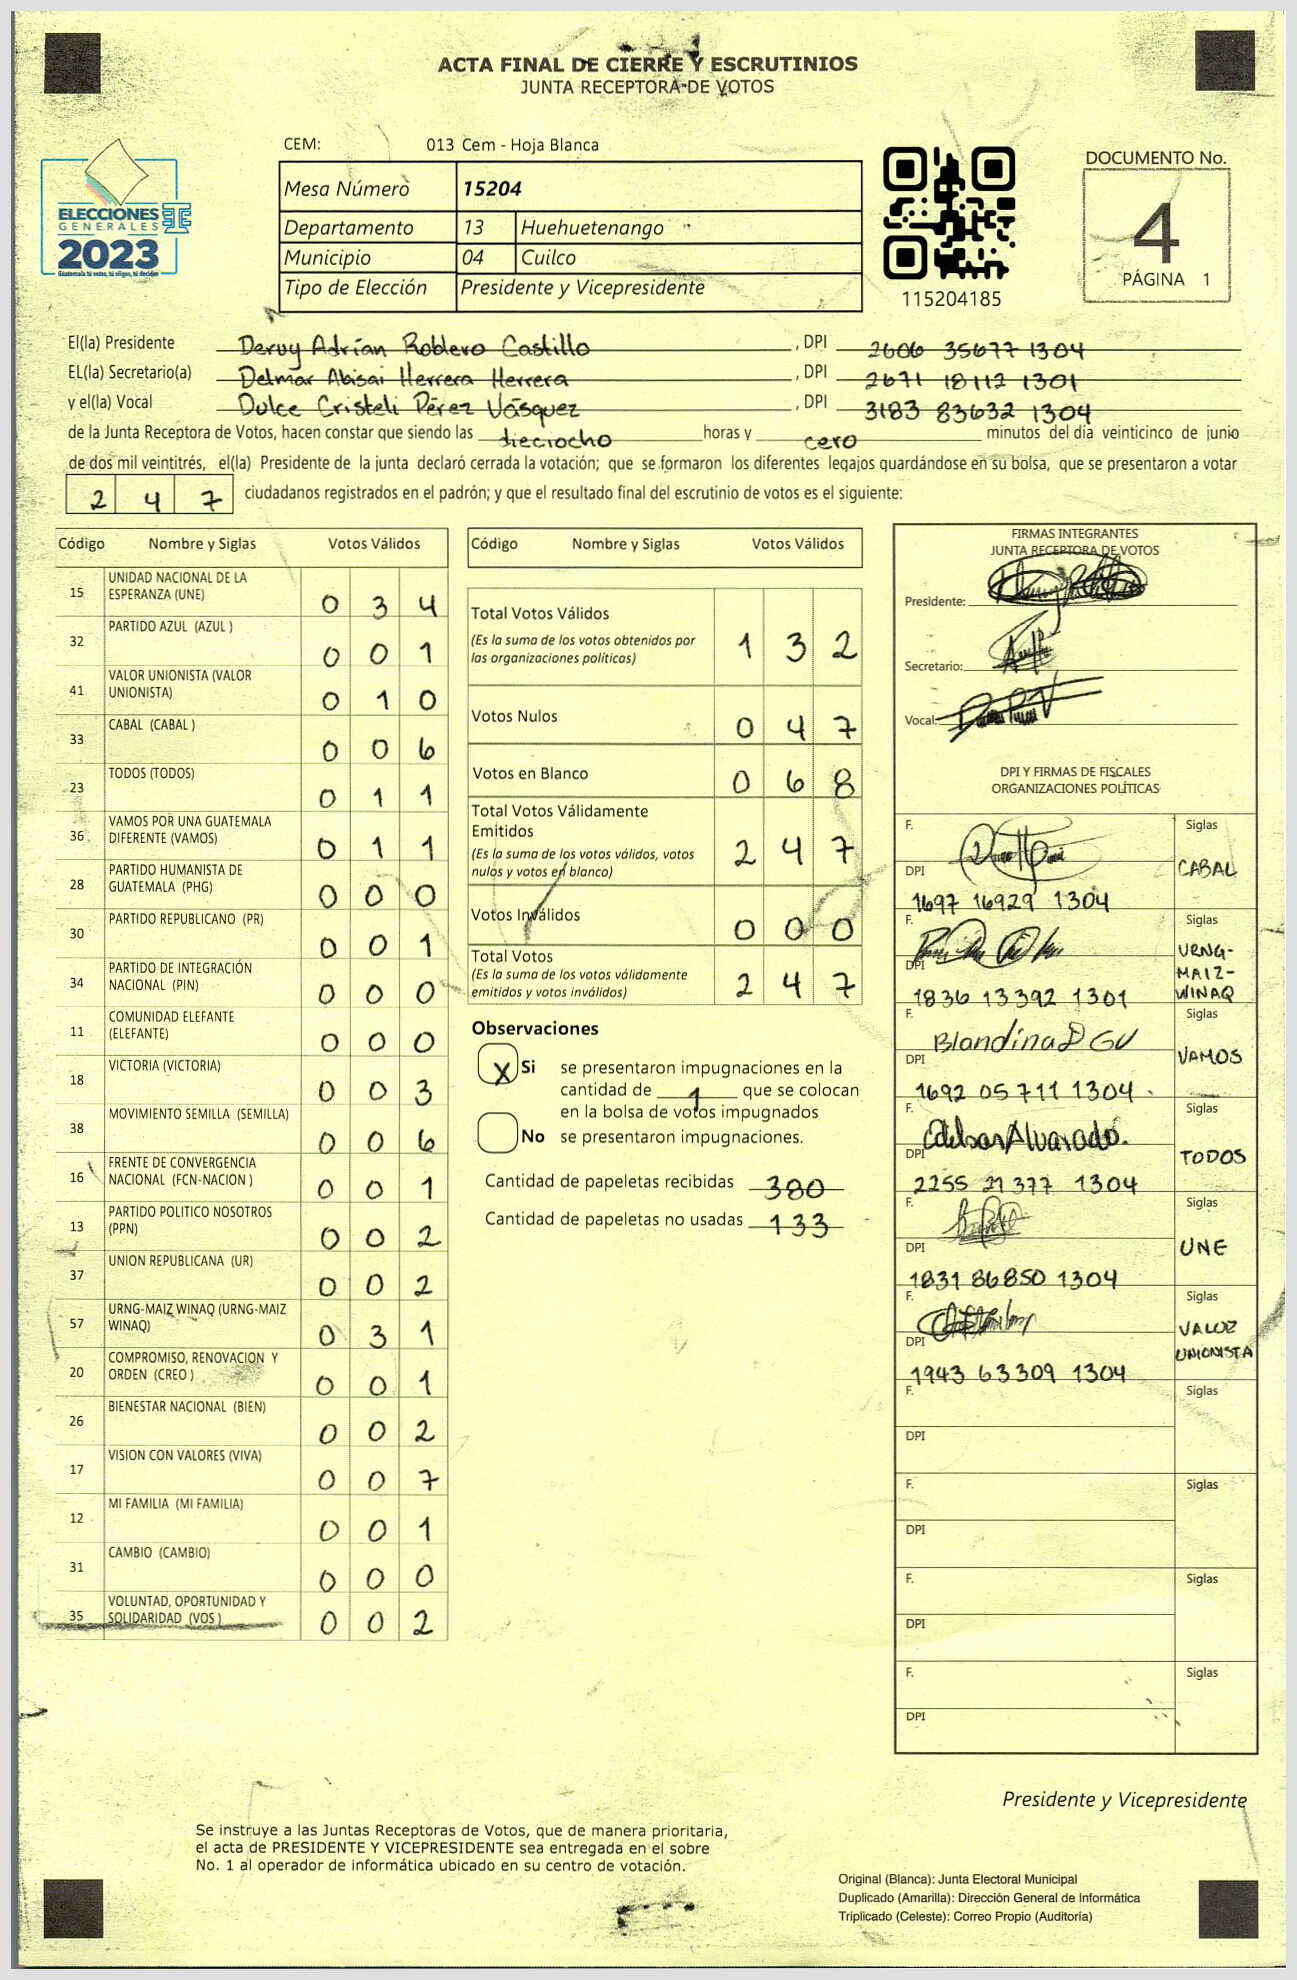 ACTA FINAL DE CIERRE Y ESCRUTINIOS
JUNTA RECEPTORA DE VOTOS
CEM: 013 Cem - Hoja Blanca
ELECCIONES
GENERALES
2023
Guatemala tú votas, tú eliges, tú decides
Mesa Número 15204
Departamento 13 Huehuetenango
Municipio 04 Cuilco
Tipo de Elección Presidente y Vicepresidente
115204185
DOCUMENTO No.
4
PÁGINA 1
El(la) Presidente Deruy Adrían Roblero Castillo, DPI 2606 35677 1304
EL(la) Secretario(a) Delmar Abisai Herrera Herrera, DPI 2671 18112 1301
y el(la) Vocal Dulce Cristeli Pérez Vásquez, DPI 3183 83632 1304
de la Junta Receptora de Votos, hacen constar que siendo las dieciocho horas y cero minutos del día veinticinco de junio
de dos mil veintitrés, el(la) Presidente de la junta declaró cerrada la votación; que se formaron los diferentes legajos guardándose en su bolsa, que se presentaron a votar
247 ciudadanos registrados en el padrón; y que el resultado final del escrutinio de votos es el siguiente:
Código Nombre y Siglas Votos Válidos
15 UNIDAD NACIONAL DE LA ESPERANZA (UNE) 0 3 4
32 PARTIDO AZUL (AZUL ) 0 0 1
41 VALOR UNIONISTA (VALOR UNIONISTA) 0 1 0
33 CABAL (CABAL ) 0 0 6
23 TODOS (TODOS) 0 1 1
36 VAMOS POR UNA GUATEMALA DIFERENTE (VAMOS) 0 1 1
28 PARTIDO HUMANISTA DE GUATEMALA (PHG) 0 0 0
30 PARTIDO REPUBLICANO (PR) 0 0 1
34 PARTIDO DE INTEGRACIÓN NACIONAL (PIN) 0 0 0
11 COMUNIDAD ELEFANTE (ELEFANTE) 0 0 0
18 VICTORIA (VICTORIA) 0 0 3
38 MOVIMIENTO SEMILLA (SEMILLA) 0 0 6
16 FRENTE DE CONVERGENCIA NACIONAL (FCN-NACION ) 0 0 1
13 PARTIDO POLITICO NOSOTROS (PPN) 0 0 2
37 UNION REPUBLICANA (UR) 0 0 2
57 URNG-MAIZ WINAQ (URNG-MAIZ WINAQ) 0 3 1
20 COMPROMISO, RENOVACION Y ORDEN (CREO ) 0 0 1
26 BIENESTAR NACIONAL (BIEN) 0 0 2
17 VISION CON VALORES (VIVA) 0 0 7
12 MI FAMILIA (MI FAMILIA) 0 0 1
31 CAMBIO (CAMBIO) 0 0 0
35 VOLUNTAD, OPORTUNIDAD Y SOLIDARIDAD (VOS ) 0 0 2
Código Nombre y Siglas Votos Válidos
Total Votos Válidos 1 3 2
(Es la suma de los votos obtenidos por
las organizaciones políticas)
Votos Nulos 0 4 7
Votos en Blanco 0 6 8
Total Votos Válidamente
Emitidos 2 4 7
(Es la suma de los votos válidos, votos
nulos y votos en blanco)
Votos Inválidos 0 0 0
Total Votos 2 4 7
(Es la suma de los votos válidamente
emitidos y votos inválidos)
Observaciones
X Si se presentaron impugnaciones en la
cantidad de 1 que se colocan
en la bolsa de votos impugnados
No se presentaron impugnaciones.
Cantidad de papeletas recibidas 380
Cantidad de papeletas no usadas 133
FIRMAS INTEGRANTES
JUNTA RECEPTORA DE VOTOS
Presidente:
Secretario:
Vocal:
DPI Y FIRMAS DE FISCALES
ORGANIZACIONES POLÍTICAS
F. Siglas
DPI 1697 16929 1304 CABAL
F. Siglas
DPI 1836 13392 1301 URNG-MAIZ-WINAQ
F. Blandina GV Siglas
DPI 1692 05 711 1304 VAMOS
F. Edelsar Alvarado. Siglas
DPI 2255 21 377 1304 TODOS
F. Siglas
DPI 1831 86850 1304 UNE
F. Siglas
DPI 1943 63309 1304 VALOR UNIONISTA
F. Siglas
DPI
F. Siglas
DPI
F. Siglas
DPI
F. Siglas
DPI
Presidente y Vicepresidente
Se instruye a las Juntas Receptoras de Votos, que de manera prioritaria,
el acta de PRESIDENTE Y VICEPRESIDENTE sea entregada en el sobre
No. 1 al operador de informática ubicado en su centro de votación.
Original (Blanca): Junta Electoral Municipal
Duplicado (Amarilla): Dirección General de Informática
Triplicado (Celeste): Correo Propio (Auditoría)